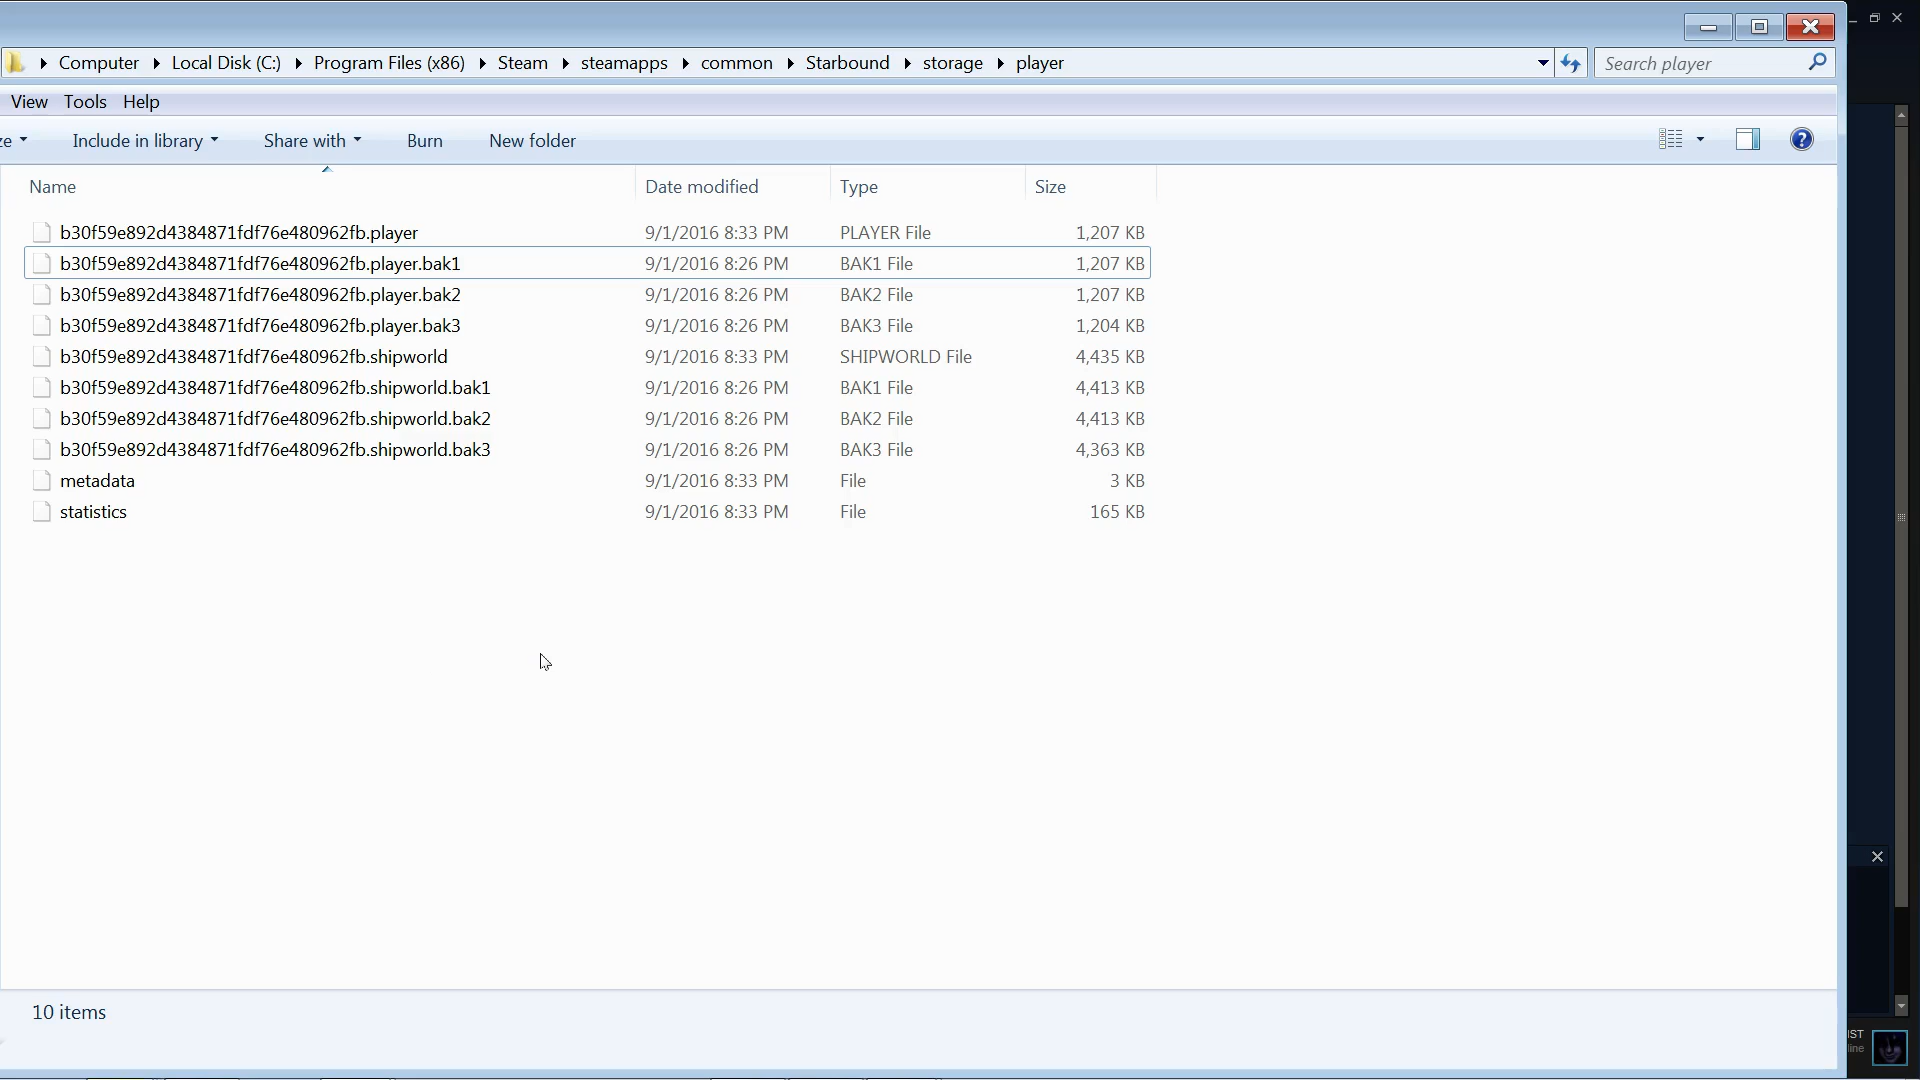 Computer Local Disk (C:) Program Files (x86) Steam steamapps common Starbound storage player Search player
View Tools Help
ze Include in library Share with Burn New folder
Name Date modified Type Size
b30f59e892d4384871fdf76e480962fb.player 9/1/2016 8:33 PM PLAYER File 1,207 KB
b30f59e892d4384871fdf76e480962fb.player.bak1 9/1/2016 8:26 PM BAK1 File 1,207 KB
b30f59e892d4384871fdf76e480962fb.player.bak2 9/1/2016 8:26 PM BAK2 File 1,207 KB
b30f59e892d4384871fdf76e480962fb.player.bak3 9/1/2016 8:26 PM BAK3 File 1,204 KB
b30f59e892d4384871fdf76e480962fb.shipworld 9/1/2016 8:33 PM SHIPWORLD File 4,435 KB
b30f59e892d4384871fdf76e480962fb.shipworld.bak1 9/1/2016 8:26 PM BAK1 File 4,413 KB
b30f59e892d4384871fdf76e480962fb.shipworld.bak2 9/1/2016 8:26 PM BAK2 File 4,413 KB
b30f59e892d4384871fdf76e480962fb.shipworld.bak3 9/1/2016 8:26 PM BAK3 File 4,363 KB
metadata 9/1/2016 8:33 PM File 3 KB
statistics 9/1/2016 8:33 PM File 165 KB
10 items
IST
line